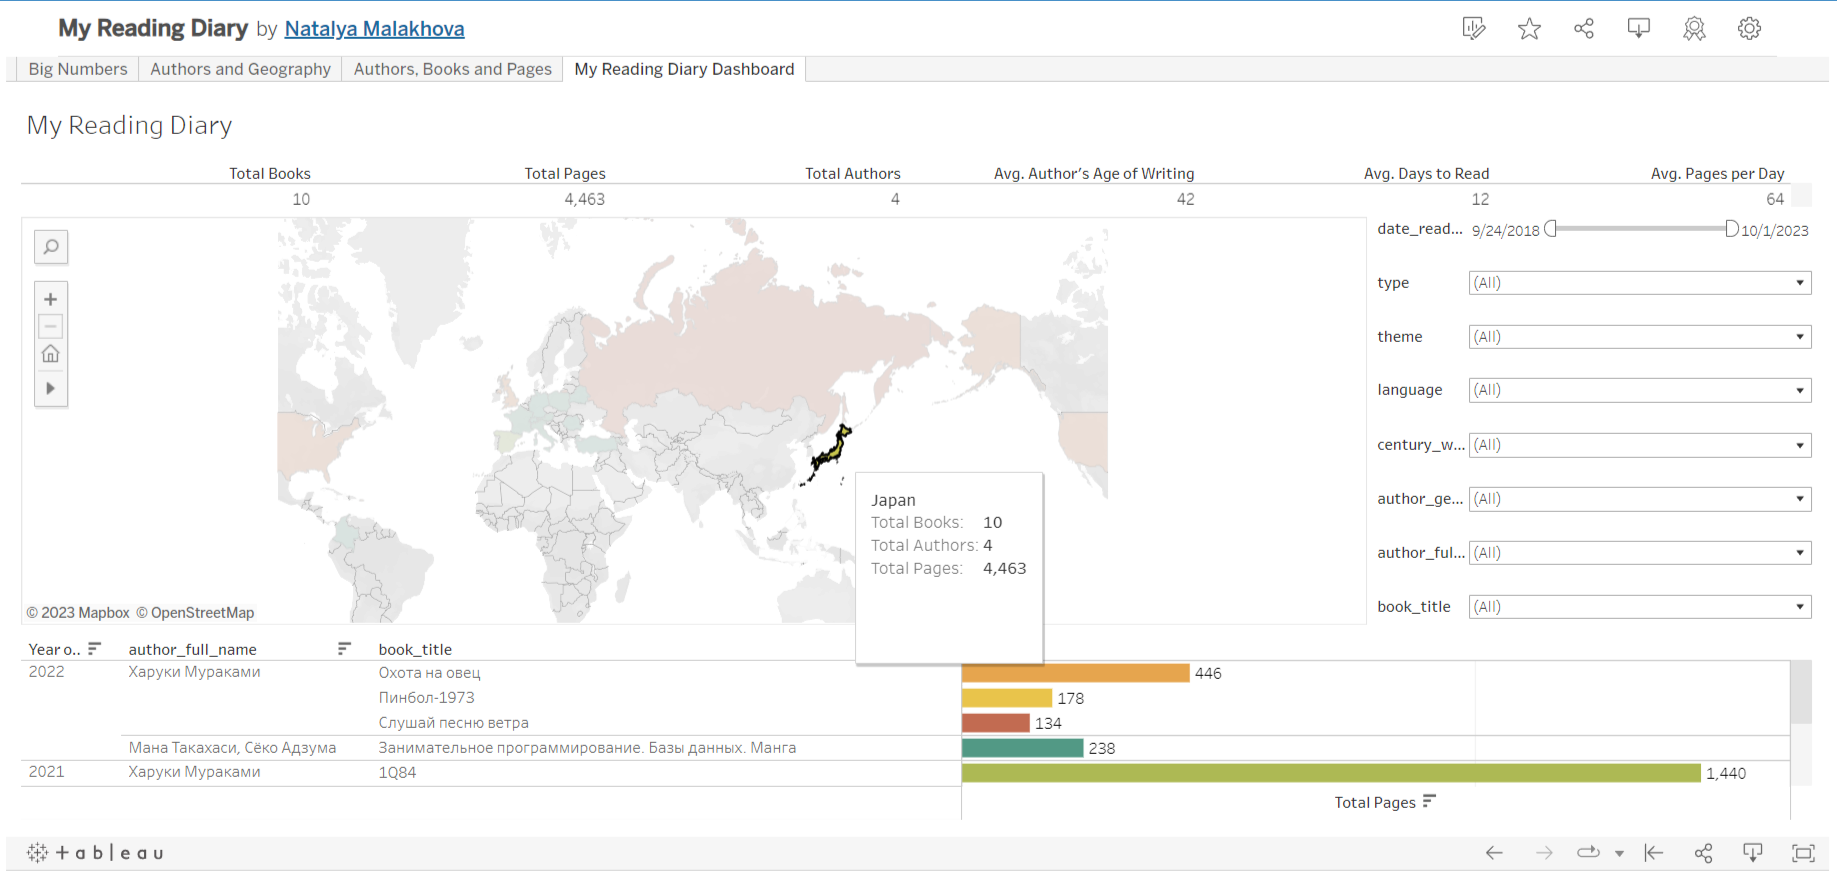 My Reading Diary by Natalya Malakhova
Big Numbers Authors and Geography Authors, Books and Pages My Reading Diary Dashboard
My Reading Diary
Total Books Total Pages Total Authors Avg. Author's Age of Writing Avg. Days to Read Avg. Pages per Day
10 4,463 4 42 12 64
date_read... 9/24/2018 10/1/2023
type (All)
theme (All)
language (All)
century_w... (All)
author_ge... (All)
author_ful... (All)
book_title (All)
Japan
Total Books: 10
Total Authors: 4
Total Pages: 4,463
© 2023 Mapbox © OpenStreetMap
Year o.. author_full_name book_title
2022 Харуки Мураками Охота на овец 446
Пинбол-1973 178
Слушай песню ветра 134
Мана Такахаси, Сёко Адзума Занимательное программирование. Базы данных. Манга 238
2021 Харуки Мураками 1Q84 1,440
Total Pages
+ableau